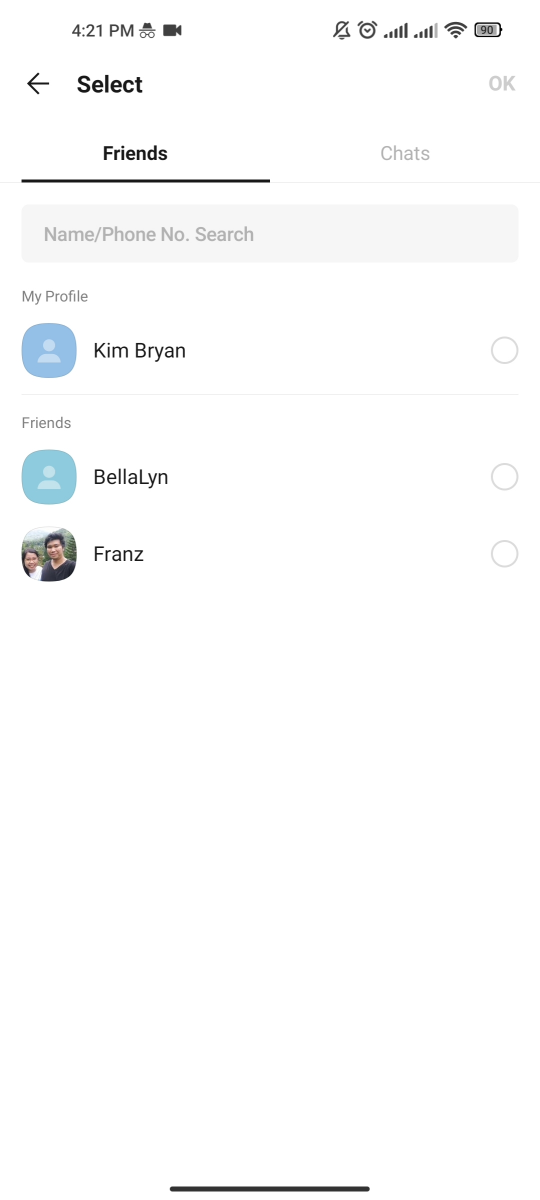 4:21 PM
90
Select
OK
Friends
Chats
Name/Phone No. Search
My Profile
Kim Bryan
Friends
BellaLyn
Franz